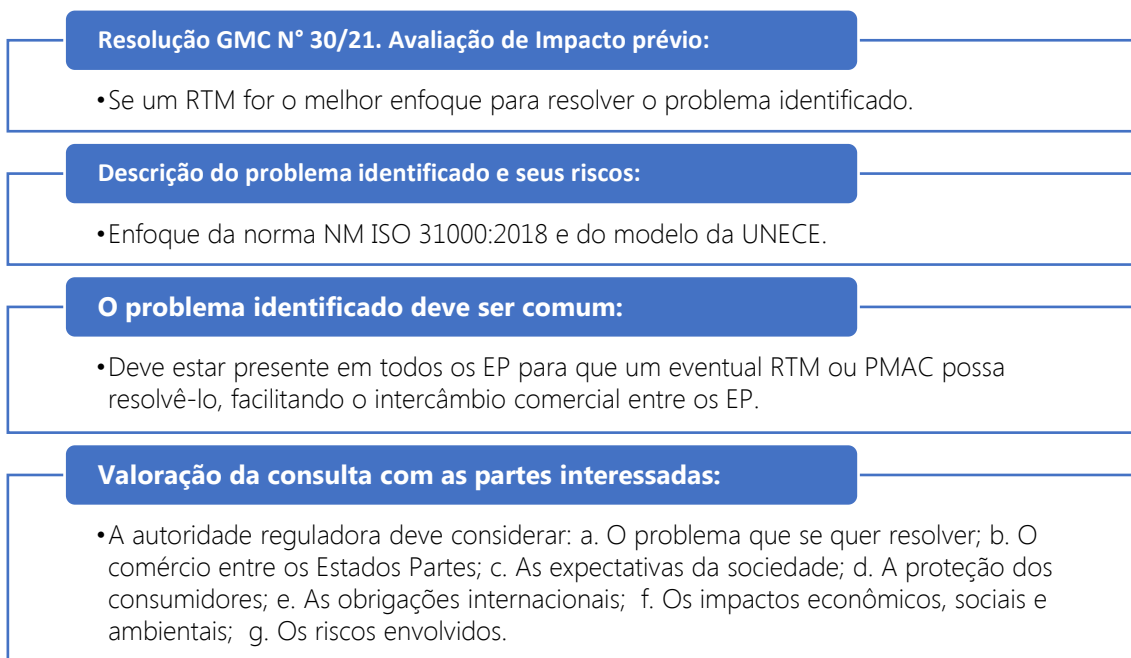 Resolução GMC N° 30/21. Avaliação de Impacto prévio:
•Se um RTM for o melhor enfoque para resolver o problema identificado.
Descrição do problema identificado e seus riscos:
•Enfoque da norma NM ISO 31000:2018 e do modelo da UNECE.
O problema identificado deve ser comum:
•Deve estar presente em todos os EP para que um eventual RTM ou PMAC possa
resolvê-lo, facilitando o intercâmbio comercial entre os EP.
Valoração da consulta com as partes interessadas:
•A autoridade reguladora deve considerar: a. O problema que se quer resolver; b. O
comércio entre os Estados Partes; c. As expectativas da sociedade; d. A proteção dos
consumidores; e. As obrigações internacionais; f. Os impactos econômicos, sociais e
ambientais; g. Os riscos envolvidos.